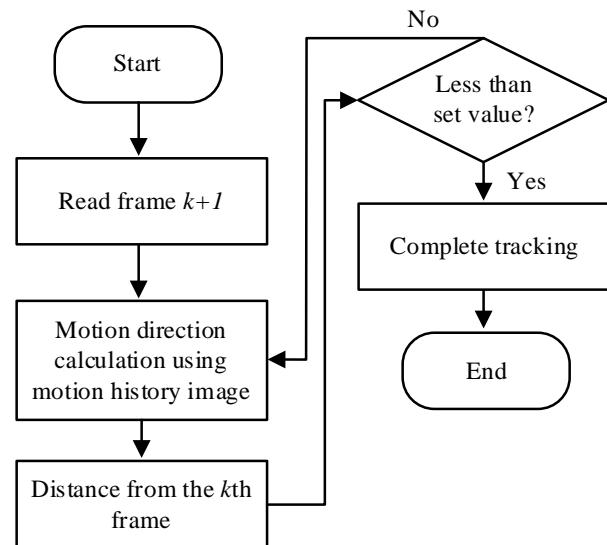 Start
Read frame k+1
Motion direction
calculation using
motion history image
Distance from the kth
frame
No
Less than
set value?
Yes
Complete tracking
End